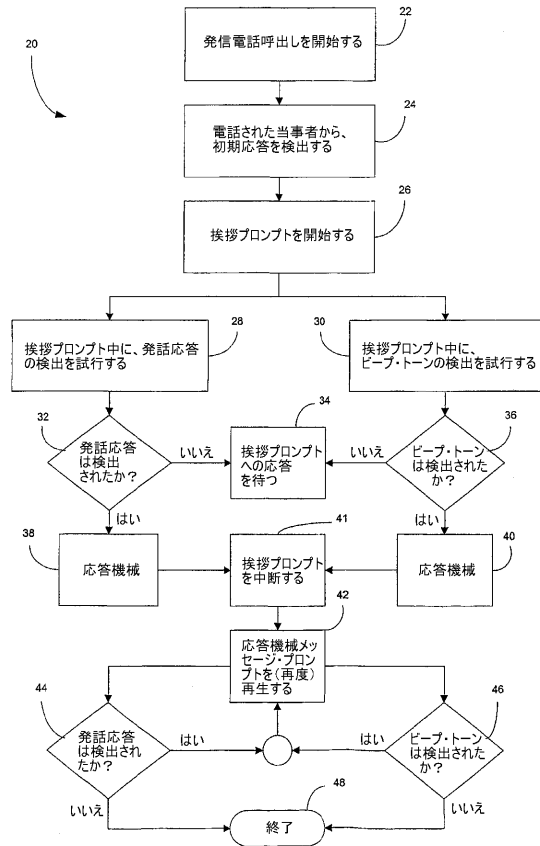 22
発信電話呼出しを開始する
20
24
電話された当事者から、
初期応答を検出する
26
挨拶プロンプトを開始する
28
挨拶プロンプト中に、発話応答
の検出を試行する
30
挨拶プロンプト中に、
ビープ・トーンの検出を試行する
32
発話応答
は検出
されたか？
いいえ
34
挨拶プロンプト
への応答
を待つ
いいえ
36
ビープ・トーン
は検出されたか
か？
はい
はい
38
応答機械
41
挨拶プロンプト
を中断する
40
応答機械
42
応答機械メッ
セージ・プロン
プトを（再度）
再生する
44
発話応答
は検出され
たか？
はい
はい
46
ビープ・トーン
は検出されたか
か？
いいえ
いいえ
48
終了